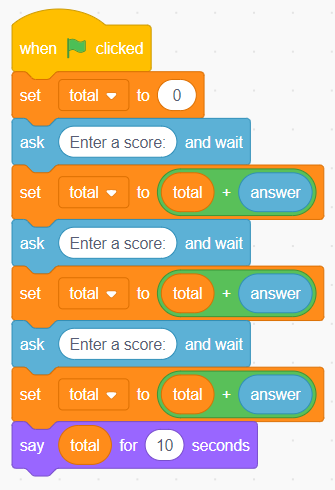 when clicked
set total to 0
ask Enter a score: and wait
set total to total + answer
ask Enter a score: and wait
set total to total + answer
ask Enter a score: and wait
set total to total + answer
say total for 10 seconds